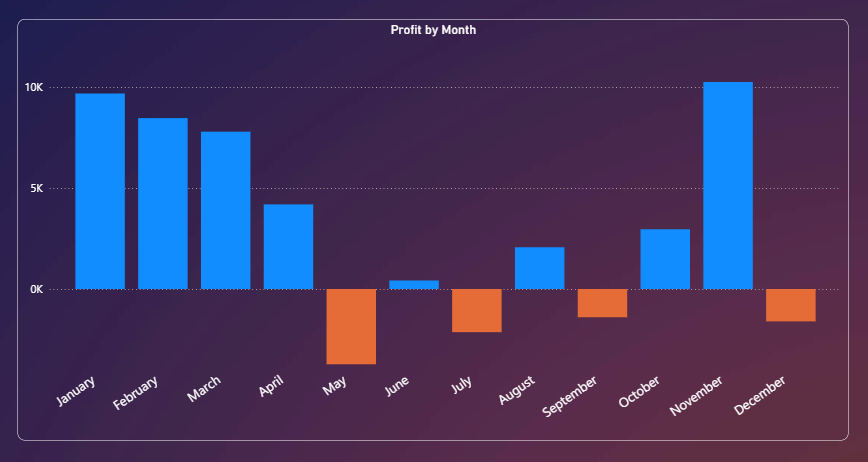 Profit by Month
10K
5K
0K
January
February
March
April
May
June
July
August
September
October
November
December